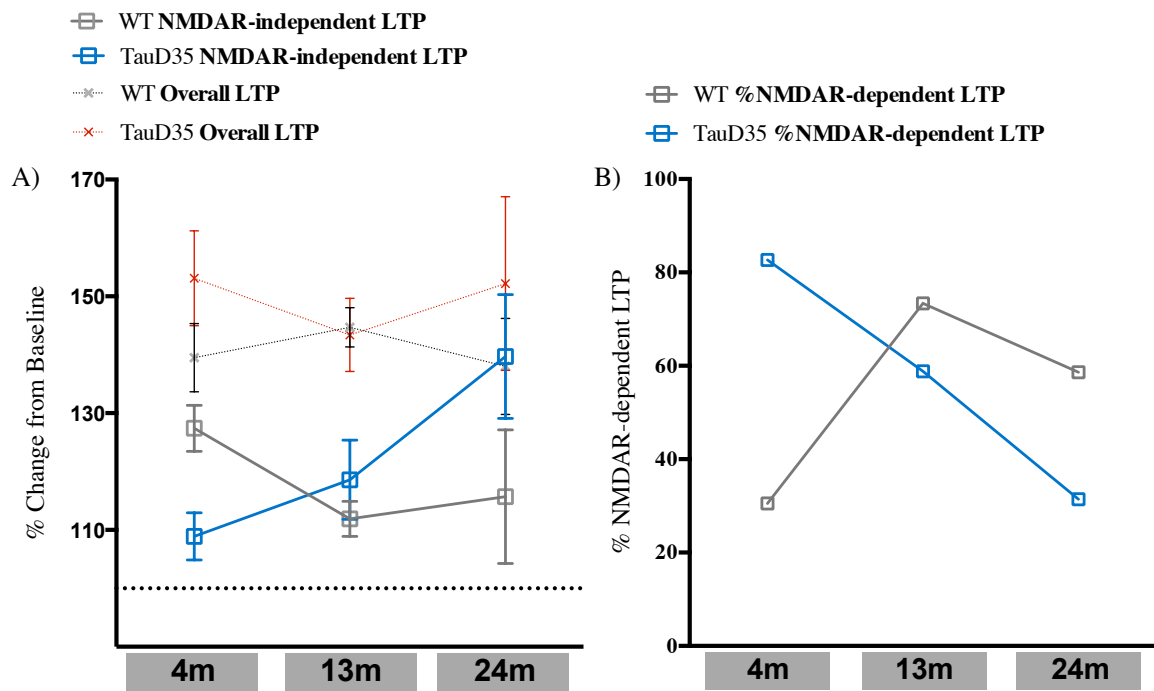 WT NMDAR-independent LTP
TauD35 NMDAR-independent LTP
WT Overall LTP
TauD35 Overall LTP
WT %NMDAR-dependent LTP
TauD35 %NMDAR-dependent LTP
A)
% Change from Baseline
170
150
130
110
4m
13m
24m
B)
% NMDAR-dependent LTP
100
80
60
40
20
0
4m
13m
24m